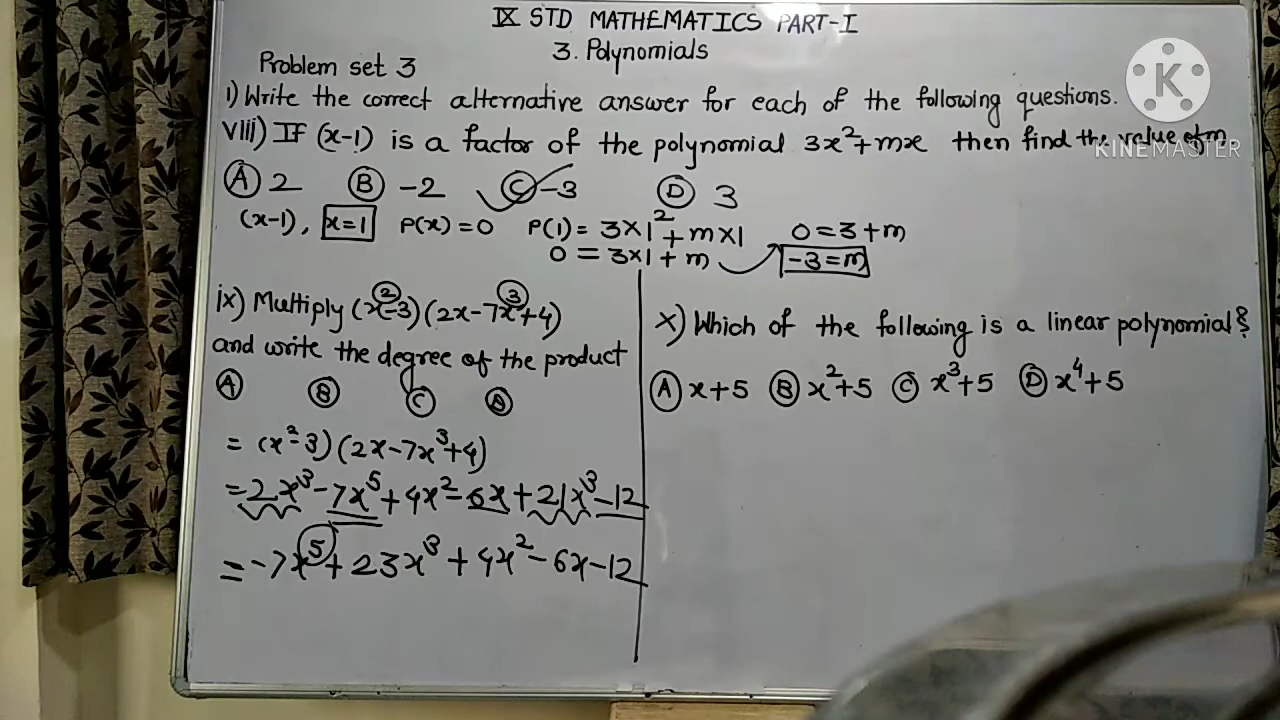 IX STD MATHEMATICS PART-I
3. Polynomials
Problem set 3
1) Write the correct alternative answer for each of the following questions.
viii) If (x-1) is a factor of the polynomial 3x²+mx then find the value of m
Ⓐ 2 Ⓑ -2 Ⓒ -3 Ⓓ 3
(x-1), x=1 P(x)=0 P(1)= 3×1²+m×1 0=3+m
0 = 3×1+m -3=m
ix) Multiply (x²-3)(2x-7x³+4)
and write the degree of the product
Ⓐ Ⓑ Ⓒ Ⓓ
= (x²-3)(2x-7x³+4)
=2x³-7x⁵+4x²-6x+21x³-12
=-7x⁵+23x³+4x²-6x-12
x) Which of the following is a linear polynomial?
Ⓐ x+5 Ⓑ x²+5 Ⓒ x³+5 Ⓓ x⁴+5
K
KINEMASTER